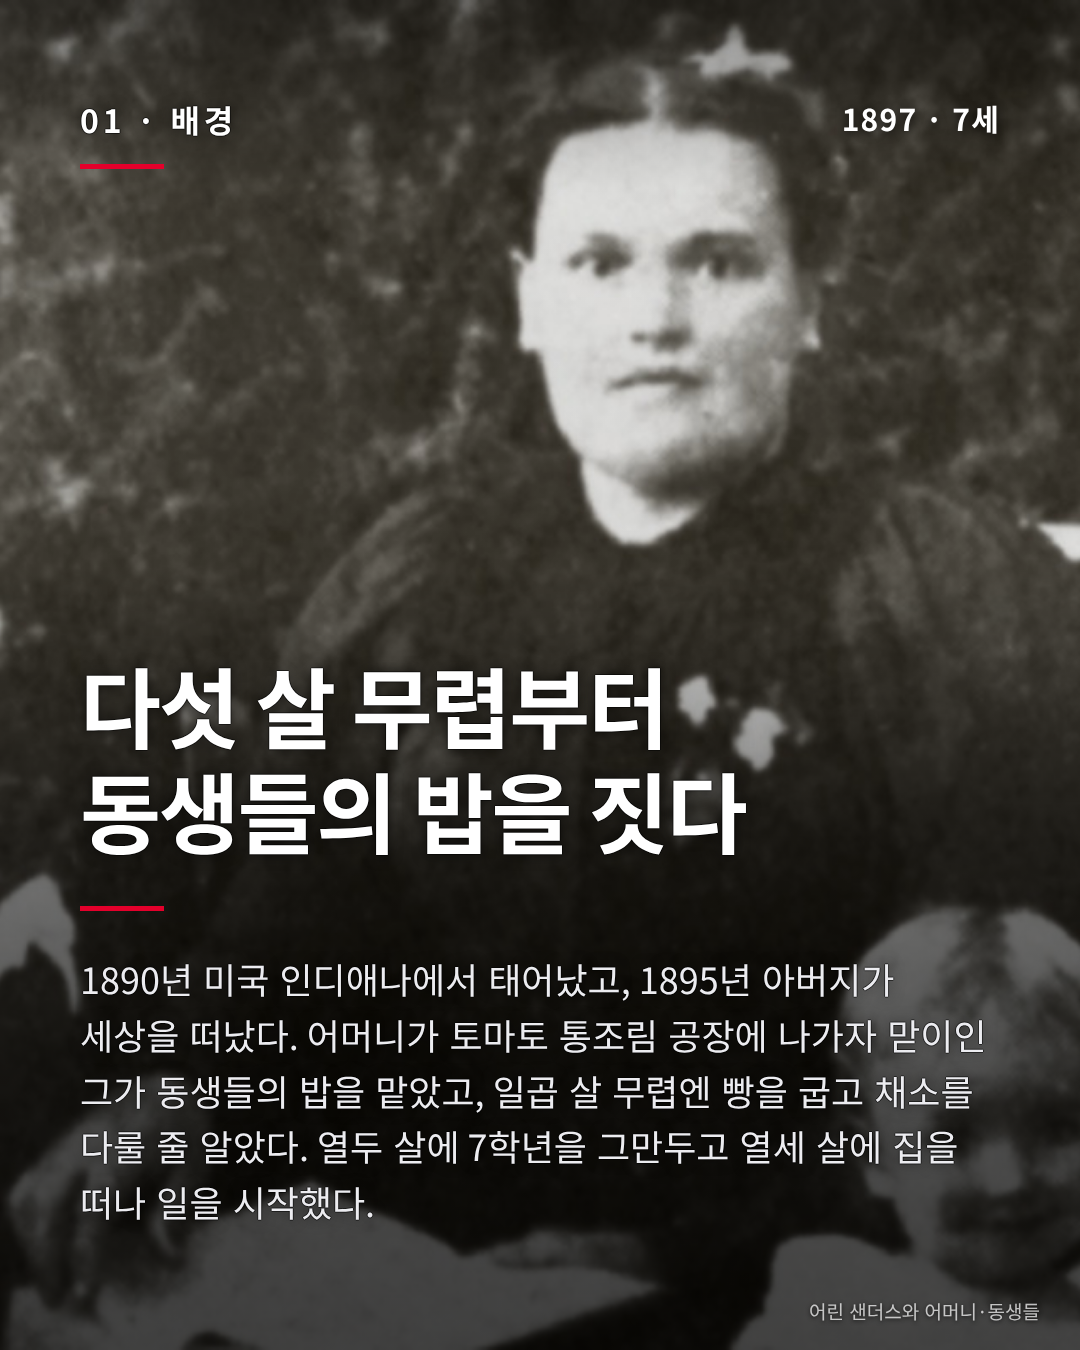 01 · 배경
1897 · 7세
다섯 살 무렵부터
동생들의 밥을 짓다
1890년 미국 인디애나에서 태어났고, 1895년 아버지가
세상을 떠났다. 어머니가 토마토 통조림 공장에 나가자 맏이인
그가 동생들의 밥을 맡았고, 일곱 살 무렵엔 빵을 굽고 채소를
다룰 줄 알았다. 열두 살에 7학년을 그만두고 열세 살에 집을
떠나 일을 시작했다.
어린 샌더스와 어머니·동생들